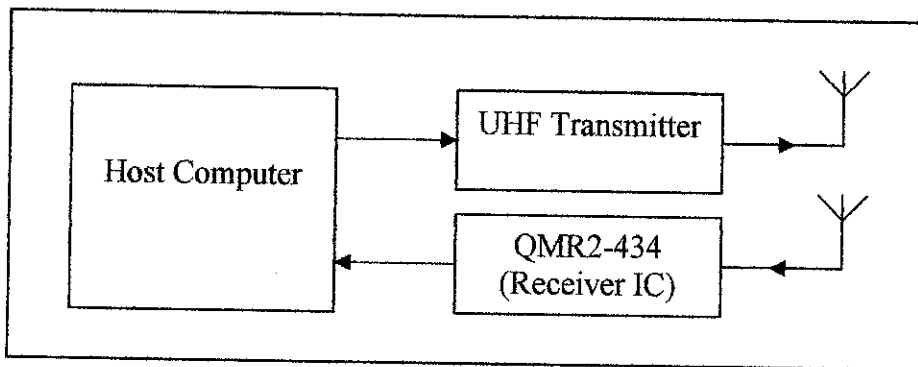 Host Computer
UHF Transmitter
QMR2-434
(Receiver IC)